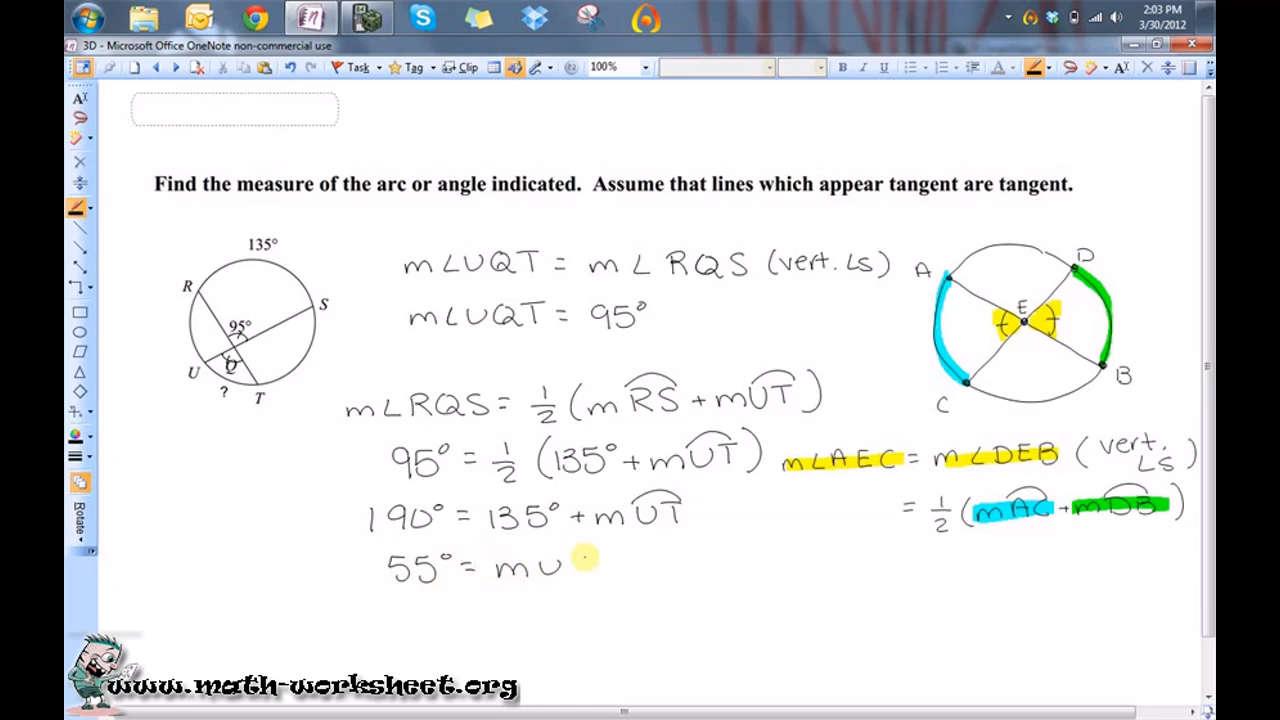 2:03 PM
3/30/2012
3D - Microsoft Office OneNote non-commercial use
Task Tag Clip 100% B I U A
Find the measure of the arc or angle indicated. Assume that lines which appear tangent are tangent.
135°
R
S
95°
Q
U
?
T
m∠UQT = m∠RQS (vert. ∠s)
m∠UQT = 95°
A
D
E
B
C
m∠RQS = 1/2 (mRS + mUT)
95° = 1/2 (135° + mUT)
190° = 135° + mUT
55° = mU
m∠AEC = m∠DEB (vert. ∠s)
= 1/2 (mAC + mDB)
Rotate
www.math-worksheet.org